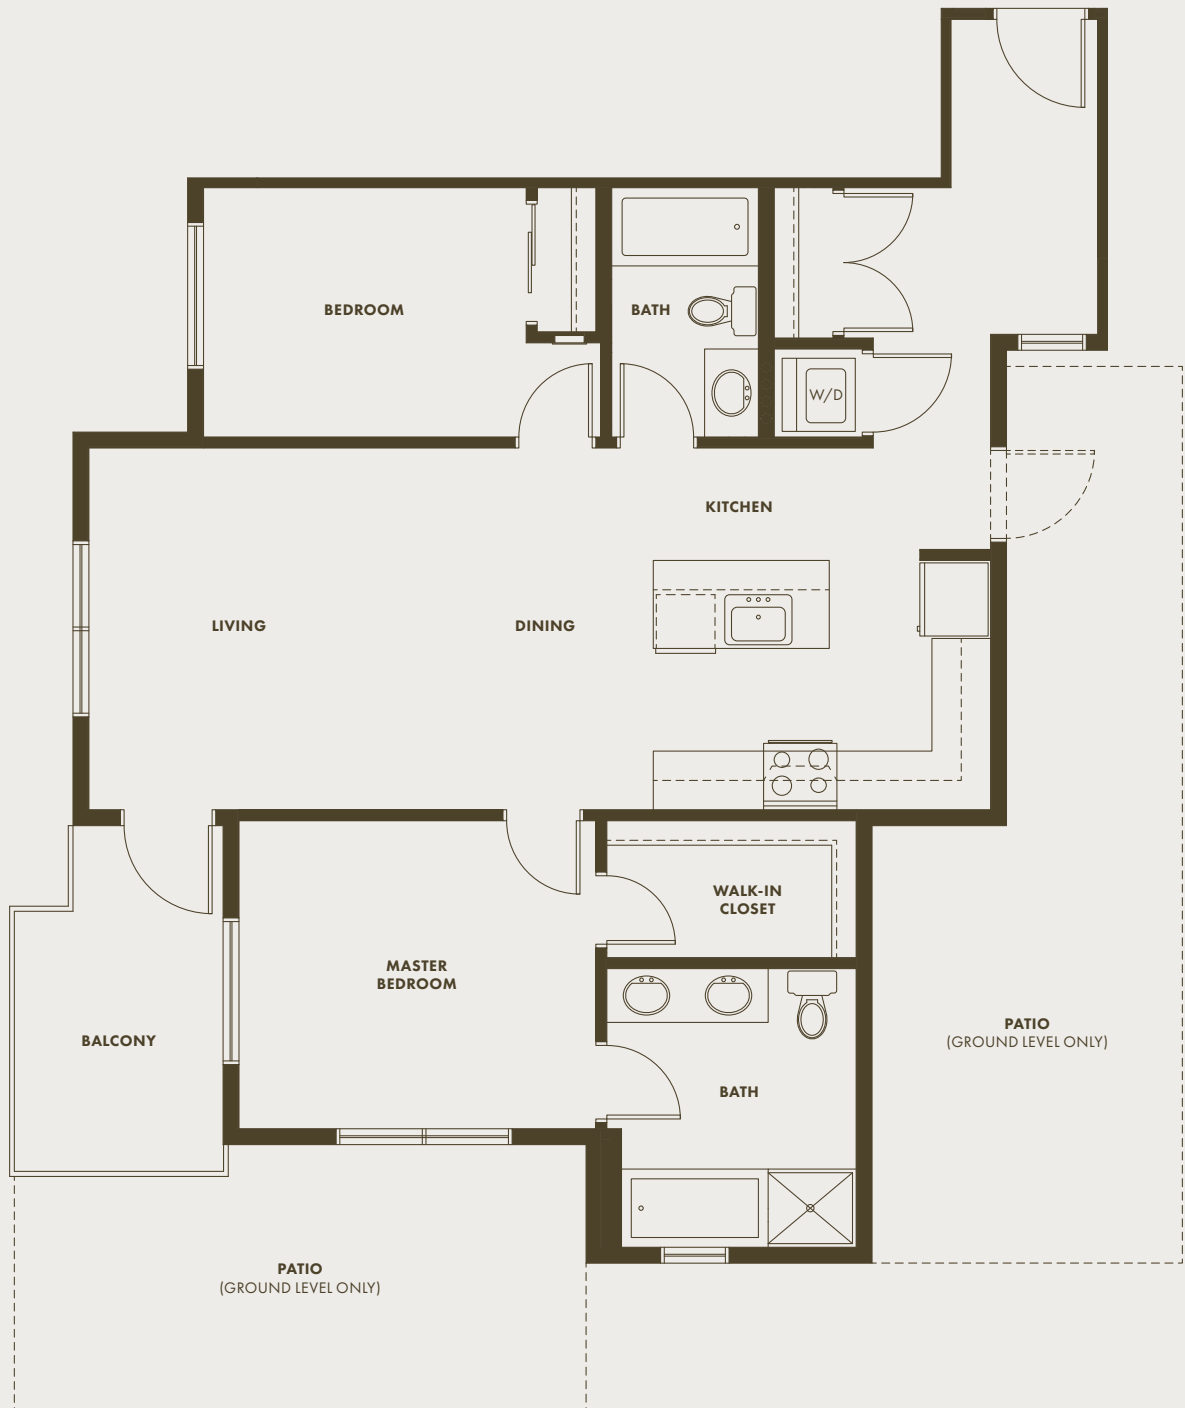 BEDROOM
BATH
W/D
KITCHEN
LIVING
DINING
WALK-IN
CLOSET
MASTER
BEDROOM
BALCONY
PATIO
(GROUND LEVEL ONLY)
BATH
PATIO
(GROUND LEVEL ONLY)